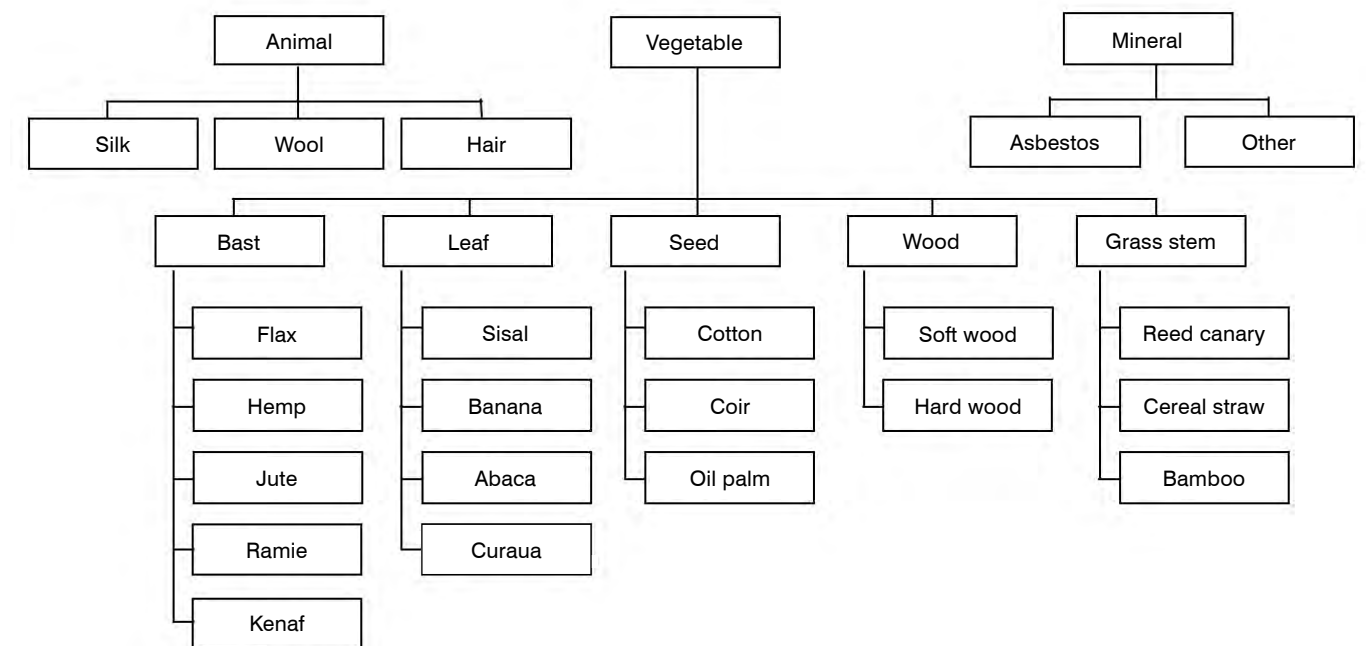 Animal
Vegetable
Mineral
Silk
Wool
Hair
Asbestos
Other
Bast
Leaf
Seed
Wood
Grass stem
Flax
Hemp
Jute
Ramie
Kenaf
Sisal
Banana
Abaca
Curaua
Cotton
Coir
Oil palm
Soft wood
Hard wood
Reed canary
Cereal straw
Bamboo